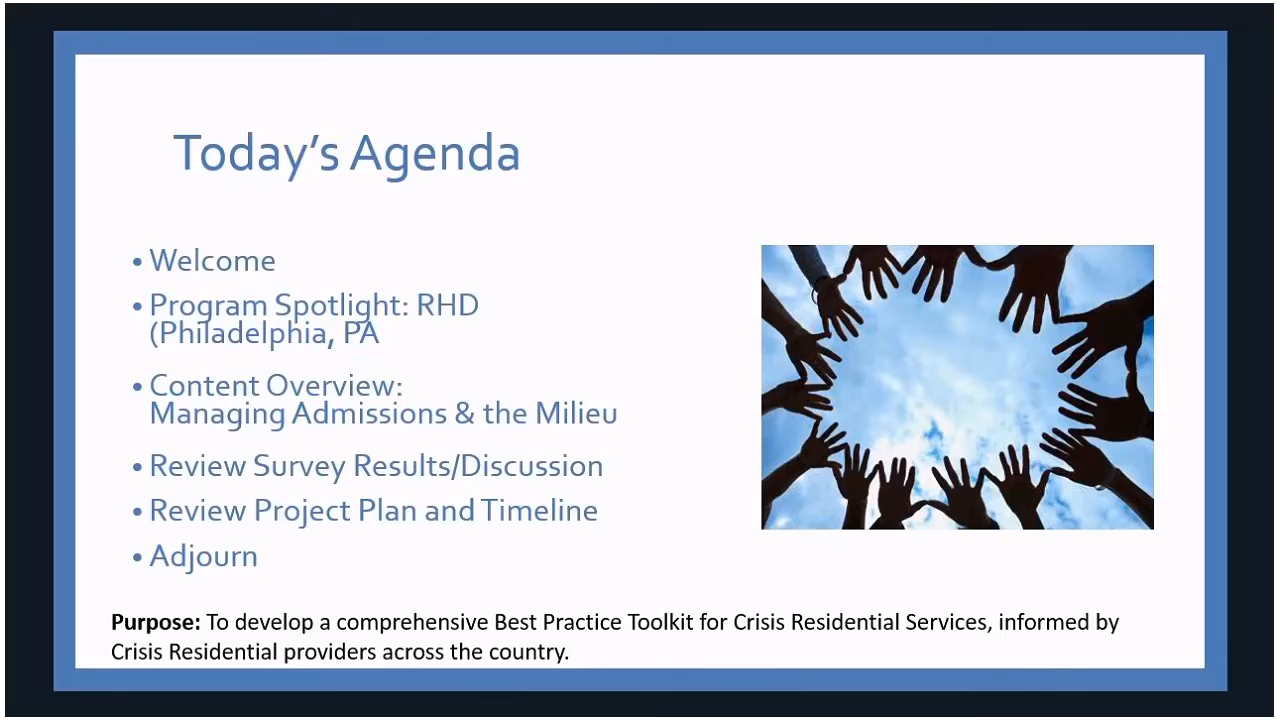 Today’s Agenda
• Welcome
• Program Spotlight: RHD
(Philadelphia, PA
• Content Overview:
Managing Admissions & the Milieu
• Review Survey Results/Discussion
• Review Project Plan and Timeline
• Adjourn
Purpose: To develop a comprehensive Best Practice Toolkit for Crisis Residential Services, informed by
Crisis Residential providers across the country.